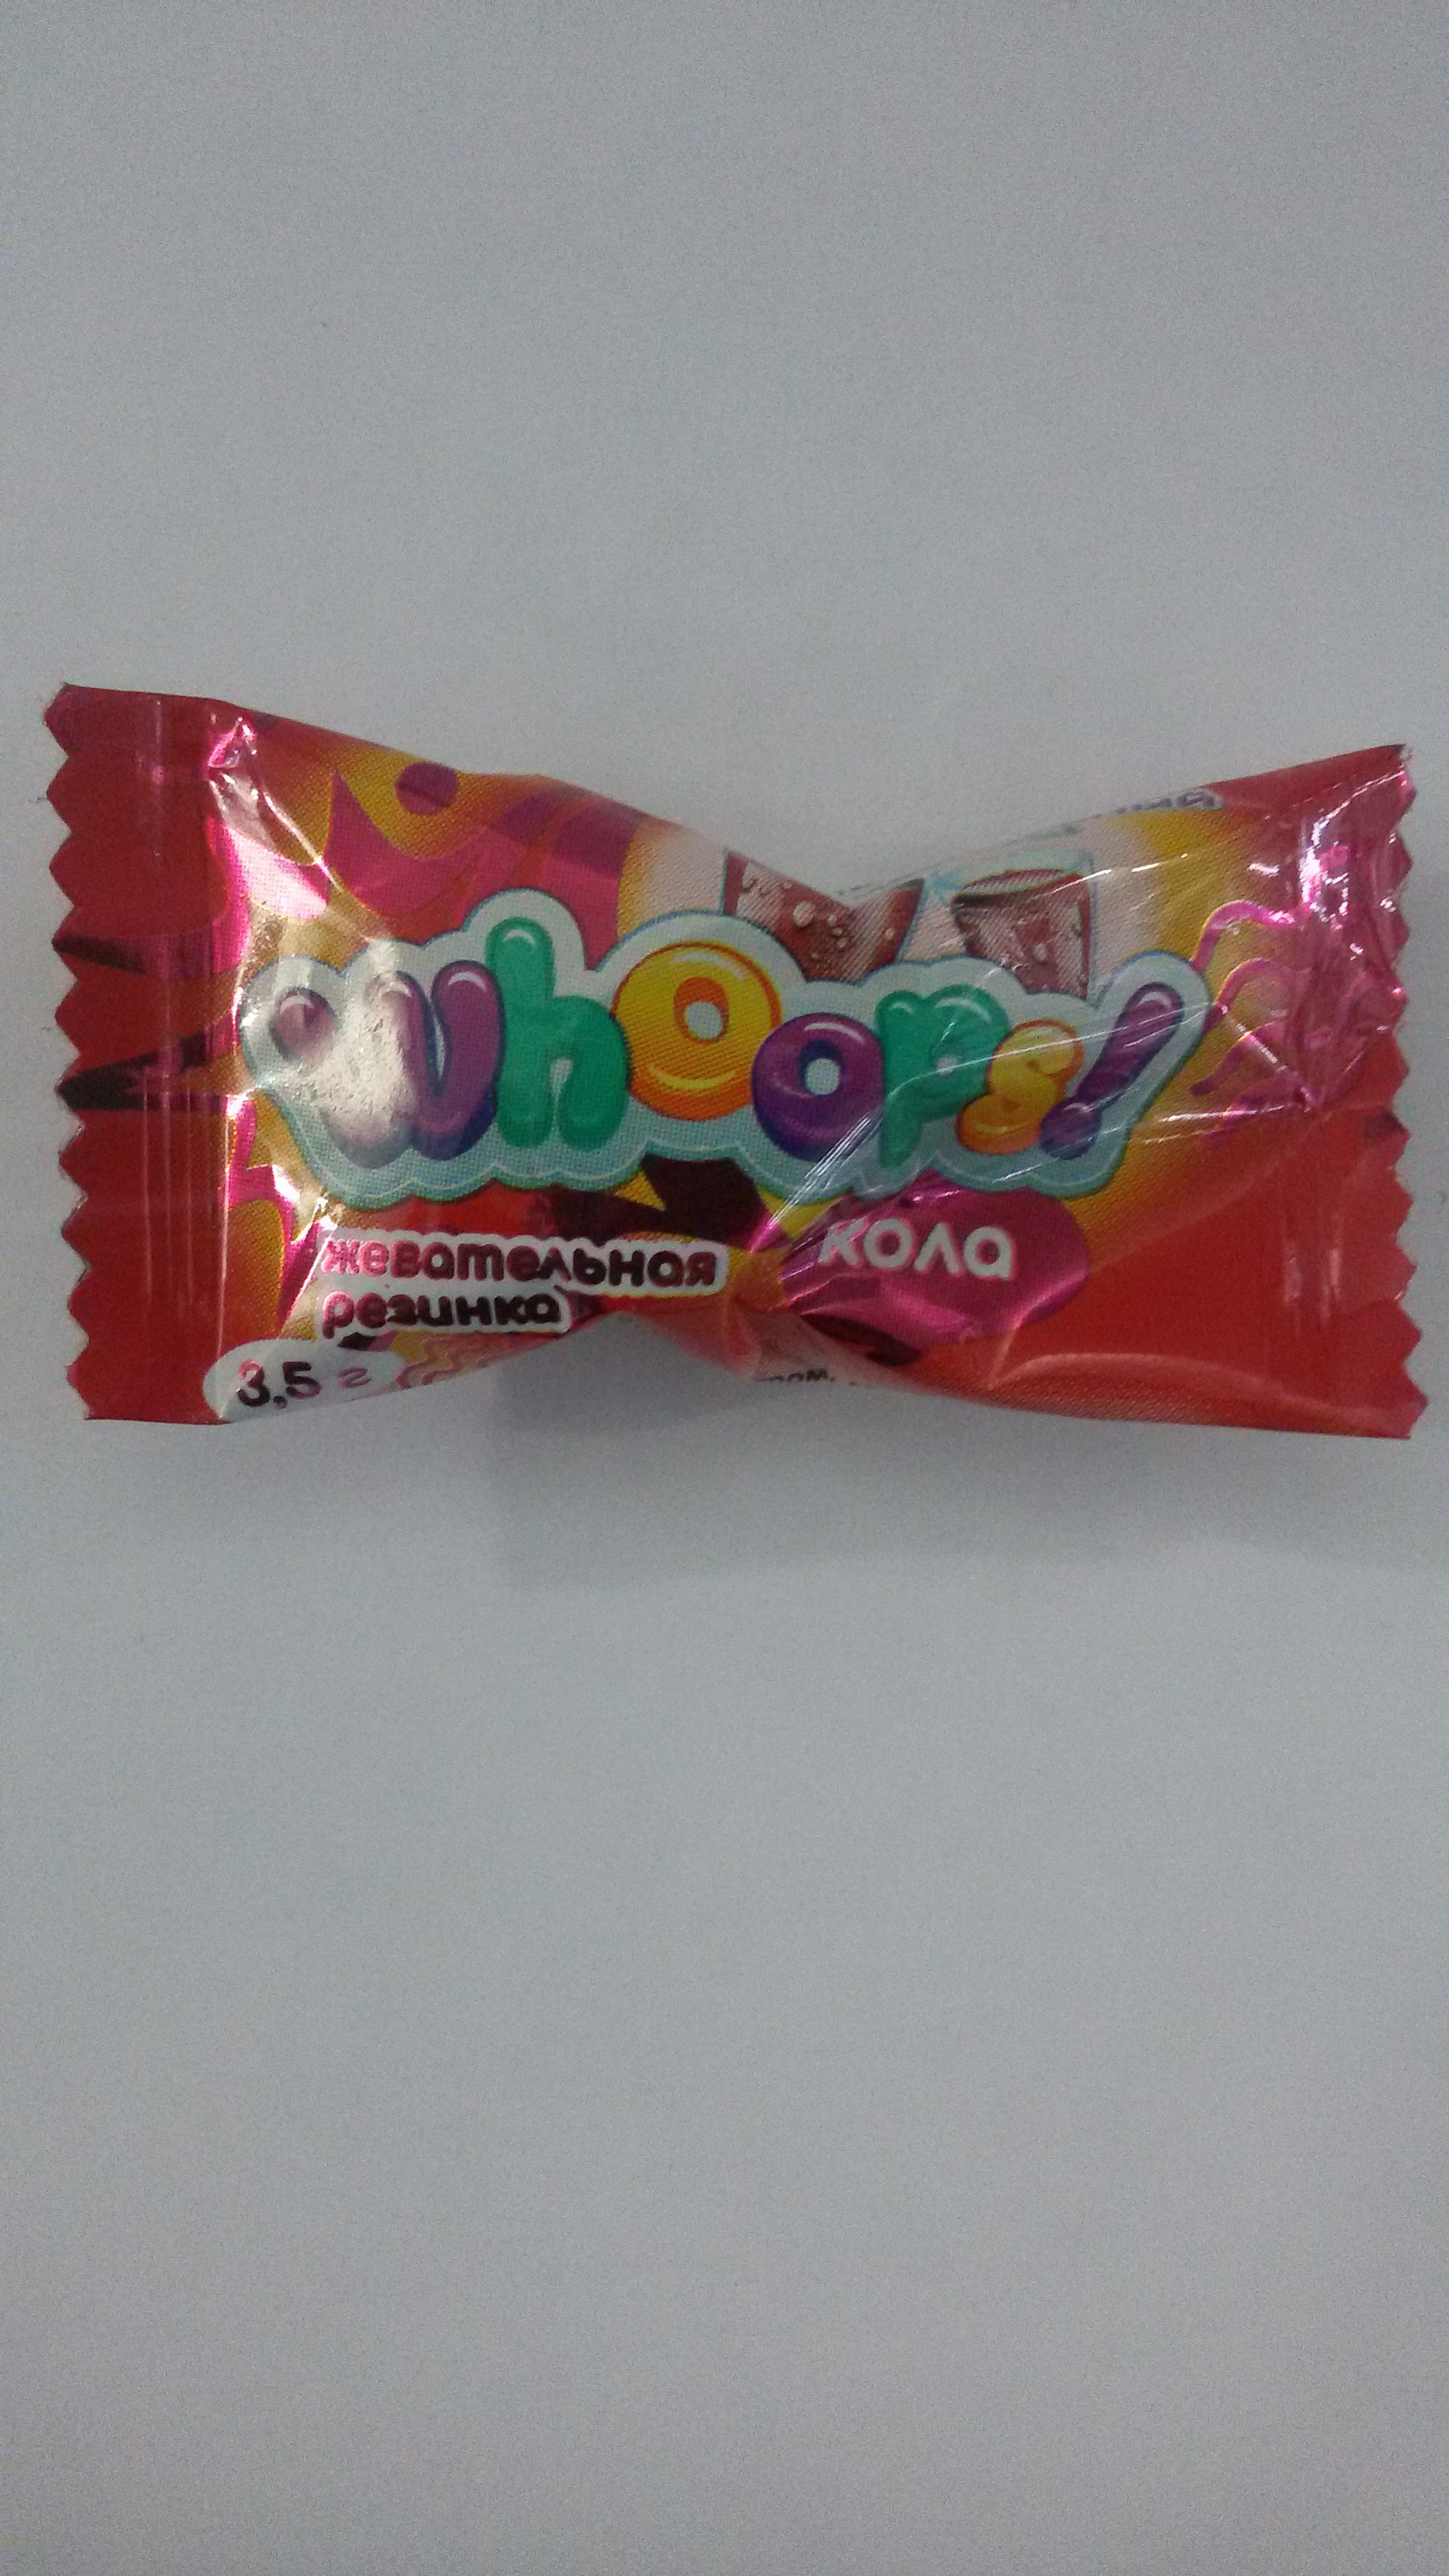 Whoops!
кола
жевательная
резинка
3,5 г